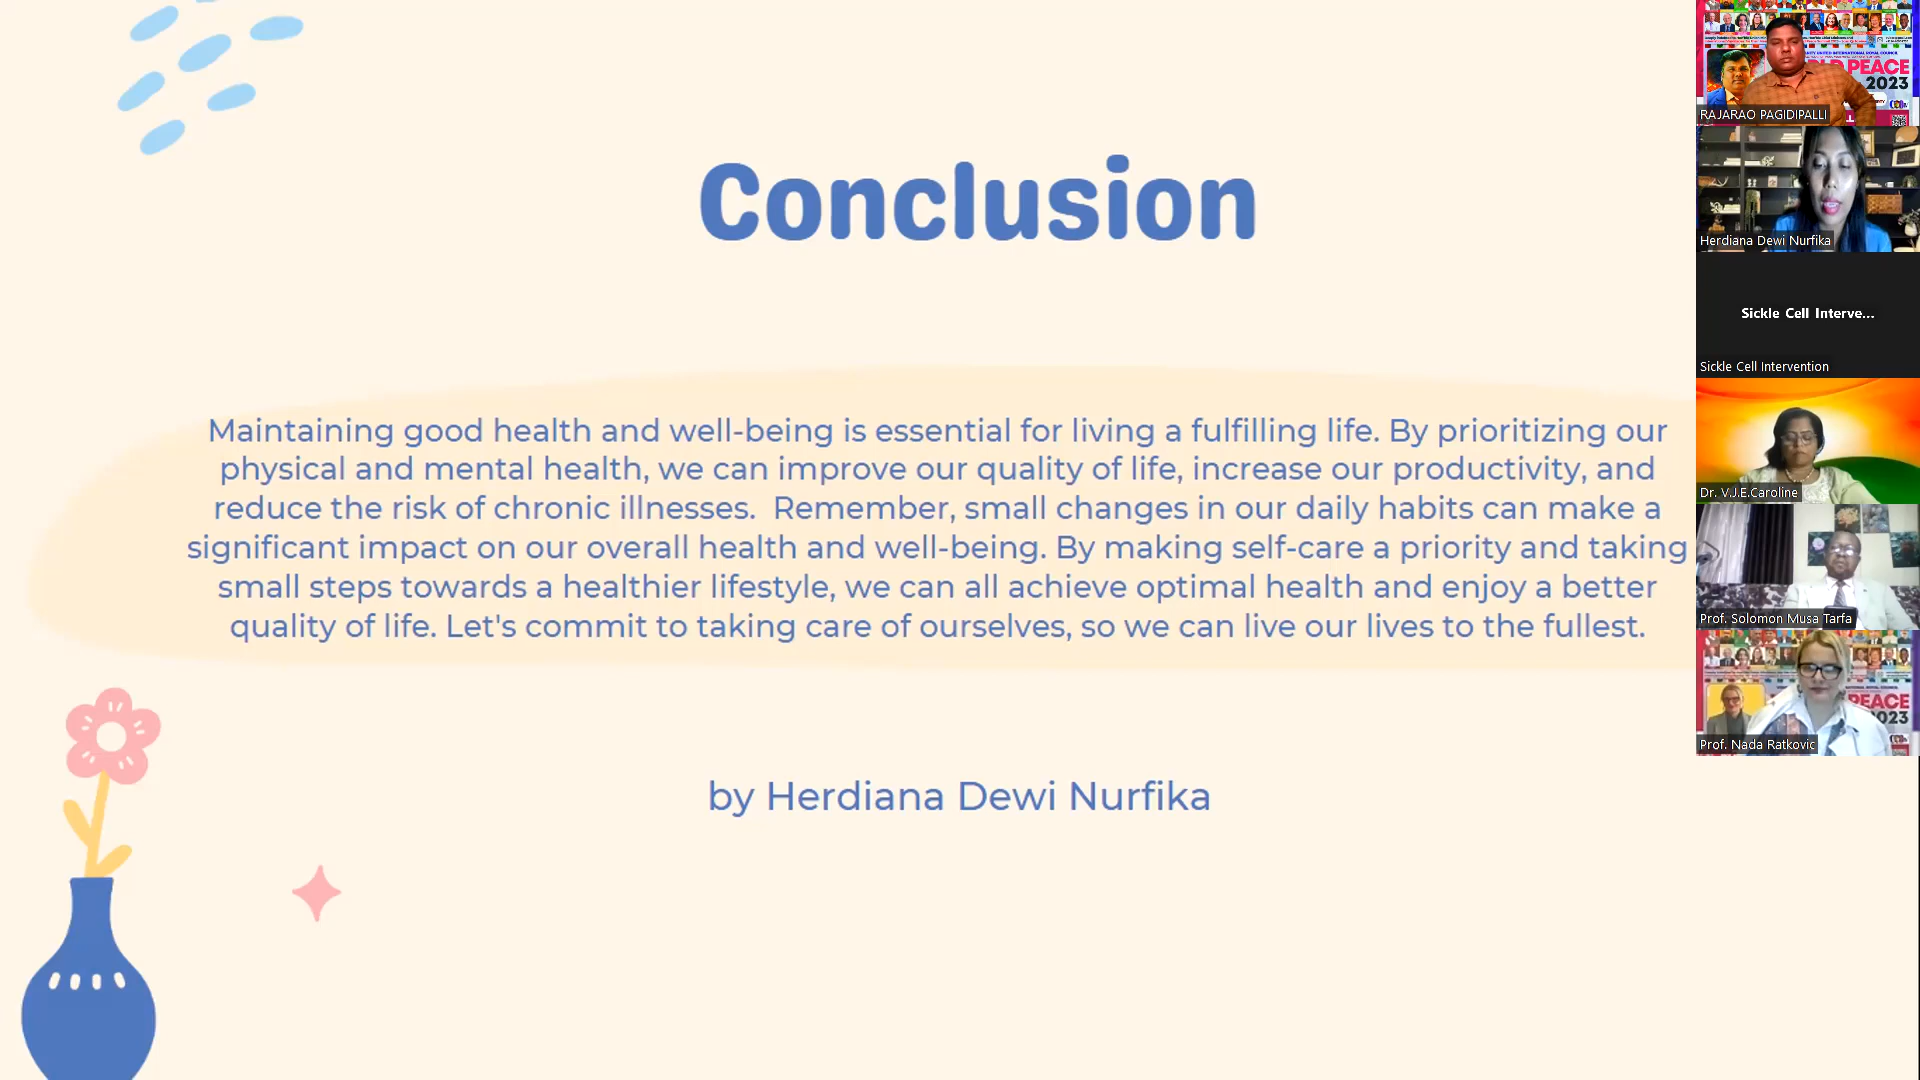 Conclusion
Maintaining good health and well-being is essential for living a fulfilling life. By prioritizing our
physical and mental health, we can improve our quality of life, increase our productivity, and
reduce the risk of chronic illnesses.  Remember, small changes in our daily habits can make a
significant impact on our overall health and well-being. By making self-care a priority and taking
small steps towards a healthier lifestyle, we can all achieve optimal health and enjoy a better
quality of life. Let's commit to taking care of ourselves, so we can live our lives to the fullest.
by Herdiana Dewi Nurfika
PEACE
2023
RAJARAO PAGIDIPALLI
Herdiana Dewi Nurfika
Sickle Cell Interve...
Sickle Cell Intervention
Dr. V.J.E.Caroline
Prof. Solomon Musa Tarfa
PEACE
Prof. Nada Ratkovic